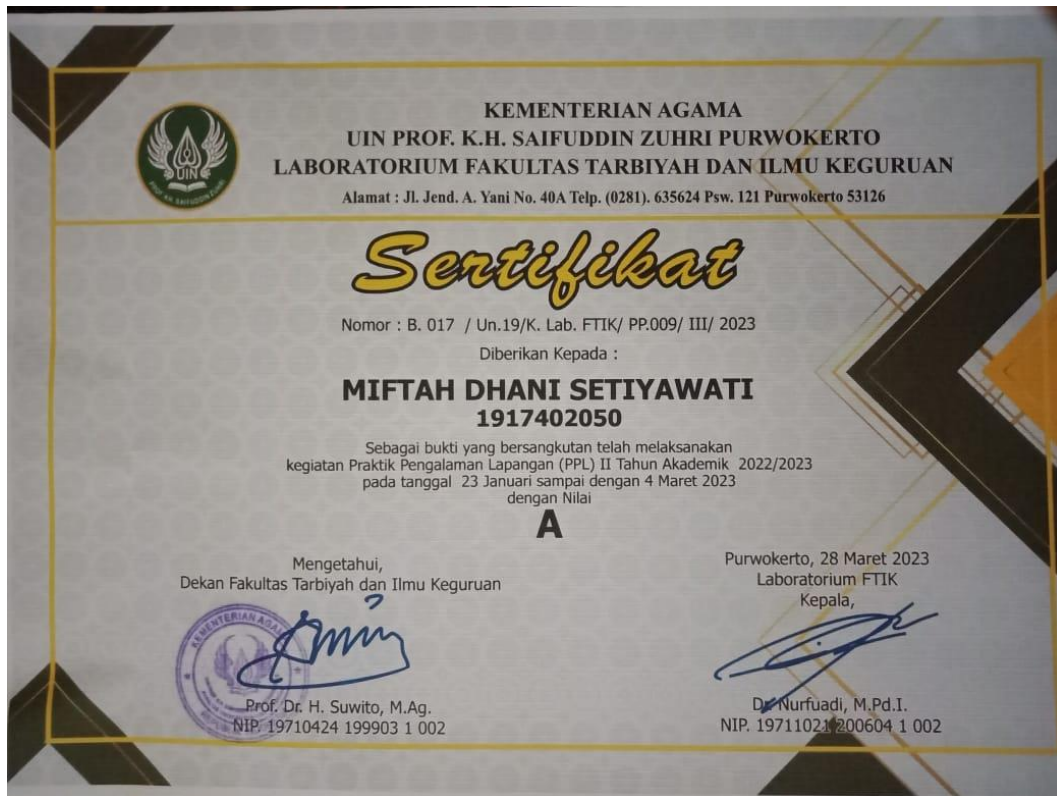 KEMENTERIAN AGAMA
UIN PROF. K.H. SAIFUDDIN ZUHRI PURWOKERTO
LABORATORIUM FAKULTAS TARBIYAH DAN ILMU KEGURUAN
Alamat : Jl. Jend. A. Yani No. 40A Telp. (0281). 635624 Psw. 121 Purwokerto 53126
UIN
Sertifikat
Nomor : B. 017 / Un.19/K. Lab. FTIK/ PP.009/ III/ 2023
Diberikan Kepada :
MIFTAH DHANI SETIYAWATI
1917402050
Sebagai bukti yang bersangkutan telah melaksanakan
kegiatan Praktik Pengalaman Lapangan (PPL) II Tahun Akademik 2022/2023
pada tanggal 23 Januari sampai dengan 4 Maret 2023
dengan Nilai
A
Mengetahui,
Dekan Fakultas Tarbiyah dan Ilmu Keguruan
KEMENTERIAN AGAMA
Prof. Dr. H. Suwito, M.Ag.
NIP. 19710424 199903 1 002
Purwokerto, 28 Maret 2023
Laboratorium FTIK
Kepala,
Dr. Nurfuadi, M.Pd.I.
NIP. 19711021 200604 1 002